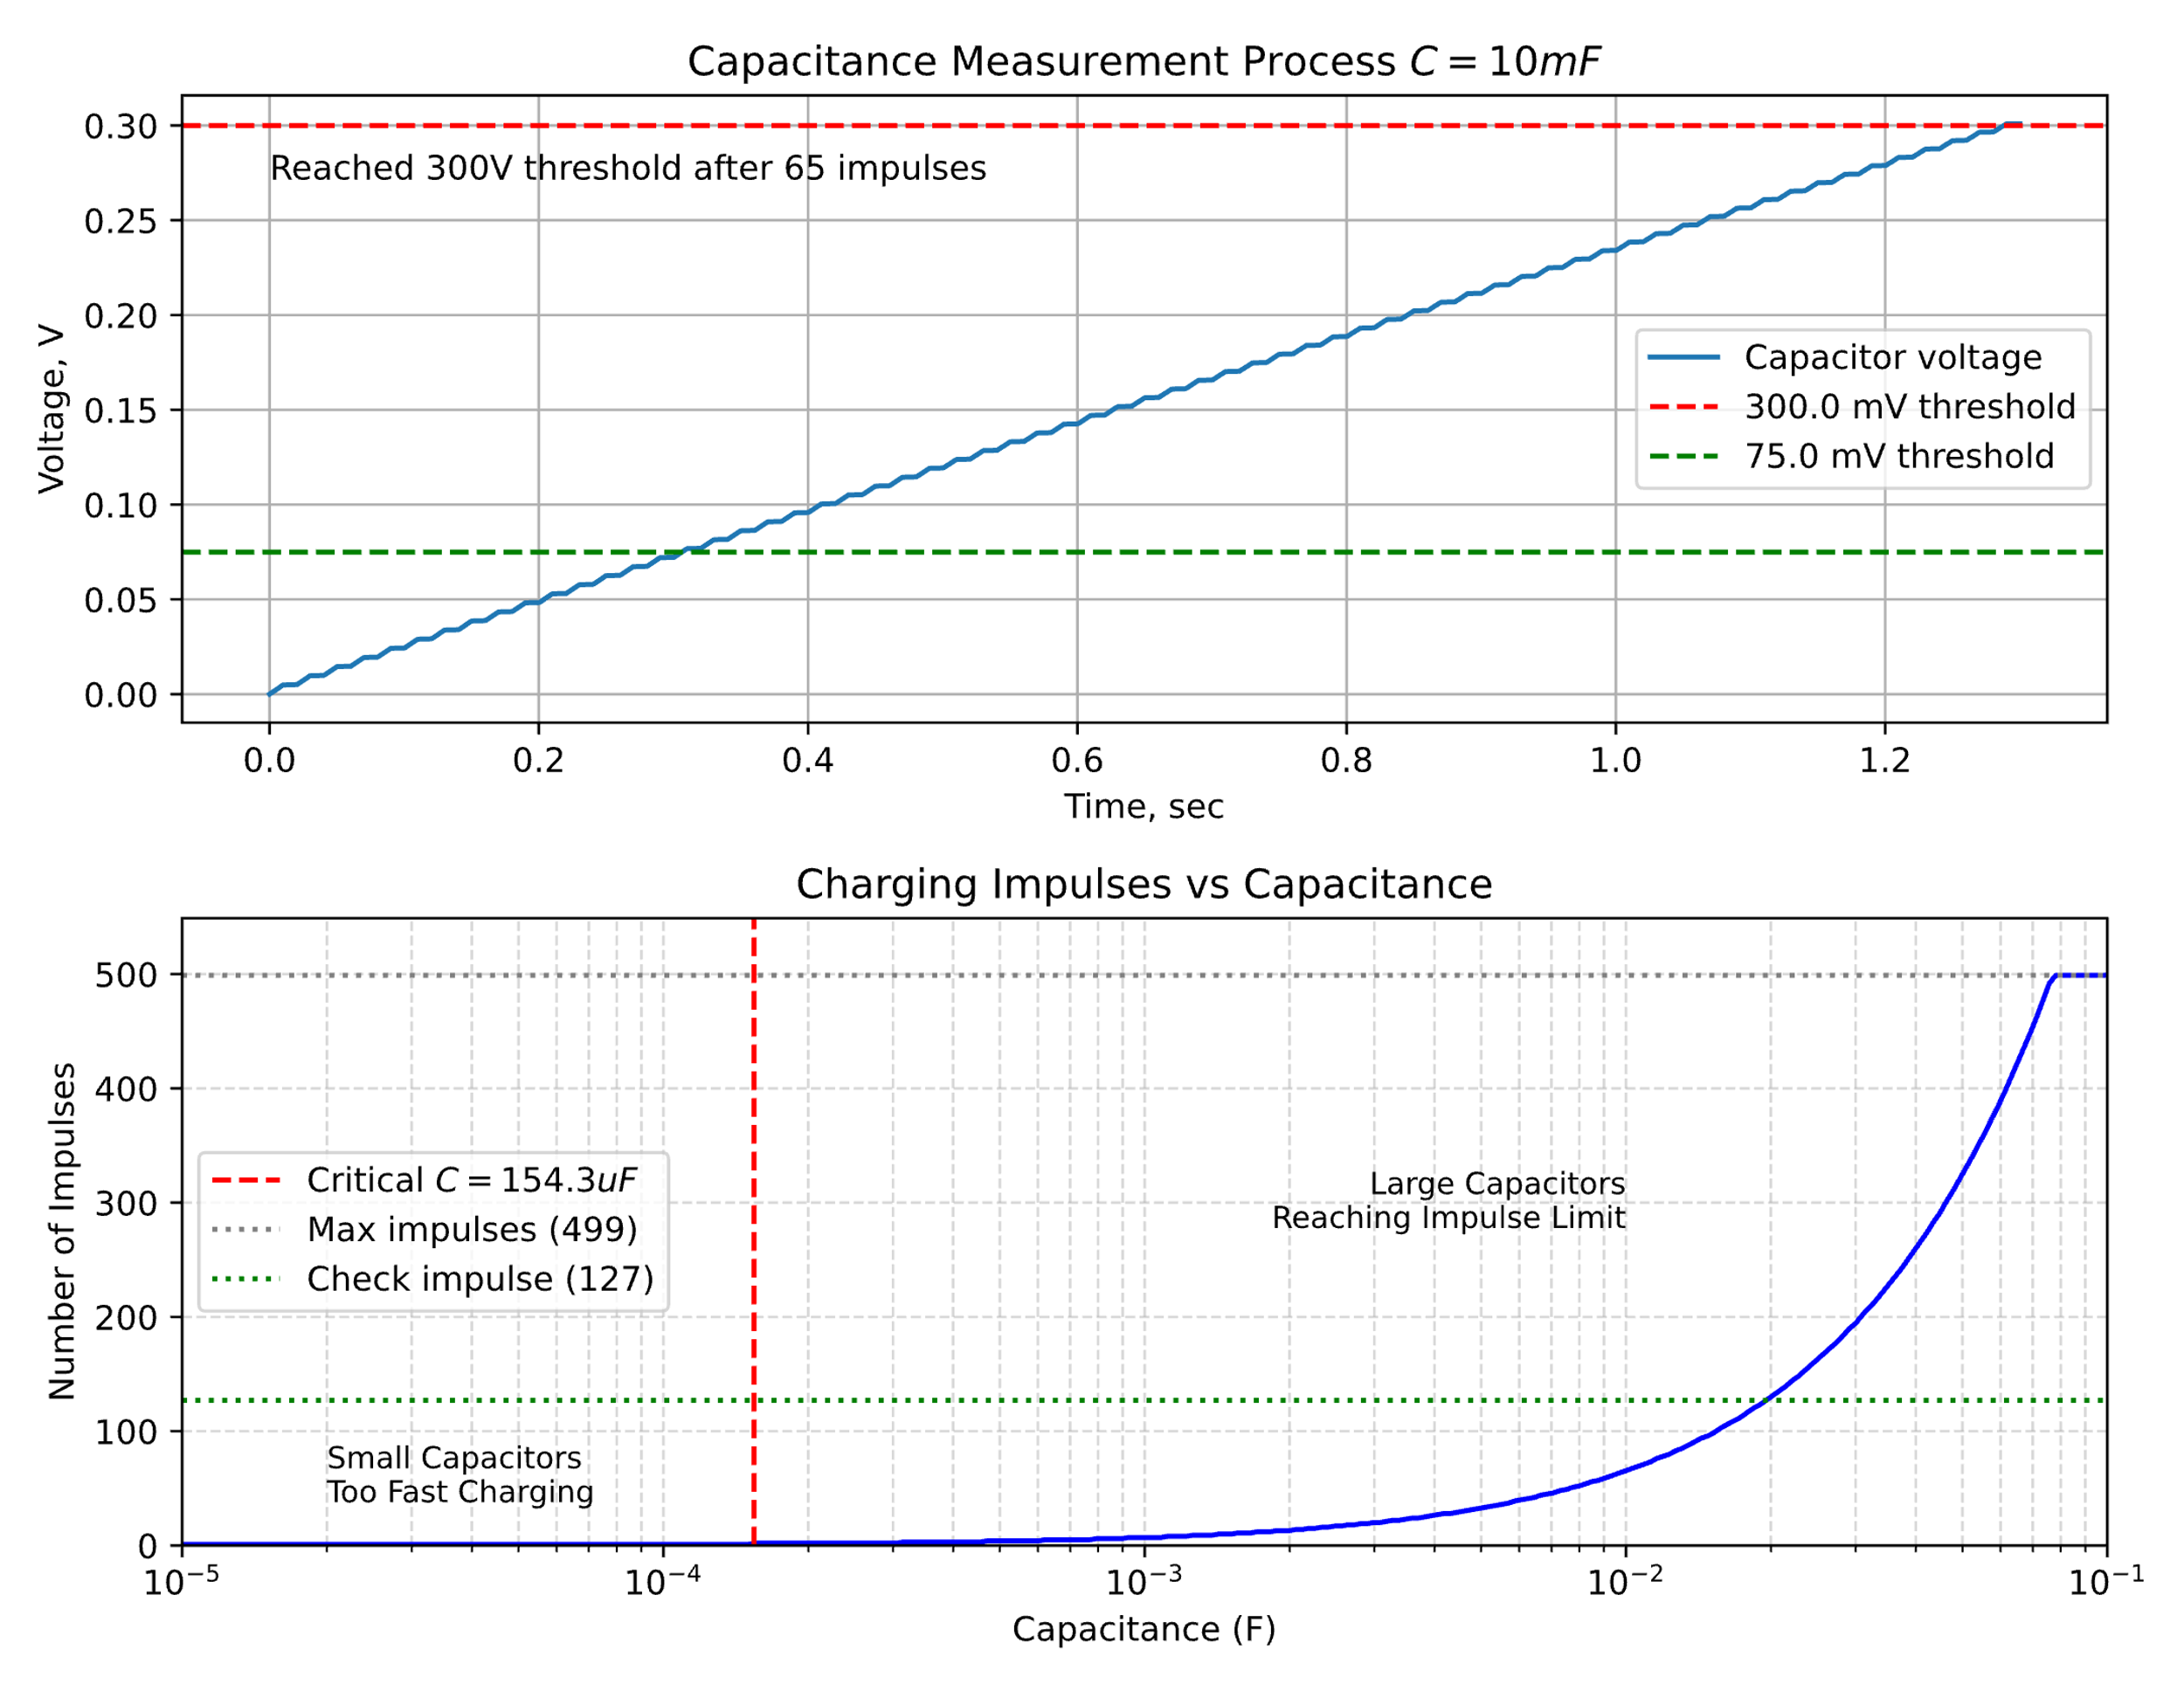 Capacitance Measurement Process C = 10mF
0.30
0.25
0.20
0.15
0.10
0.05
0.00
Voltage, V
Reached 300V threshold after 65 impulses
Capacitor voltage
300.0 mV threshold
75.0 mV threshold
0.0 0.2 0.4 0.6 0.8 1.0 1.2
Time, sec
Charging Impulses vs Capacitance
500
400
300
200
100
0
Number of Impulses
Critical C = 154.3uF
Max impulses (499)
Check impulse (127)
Large Capacitors
Reaching Impulse Limit
Small Capacitors
Too Fast Charging
10⁻⁵ 10⁻⁴ 10⁻³ 10⁻² 10⁻¹
Capacitance (F)